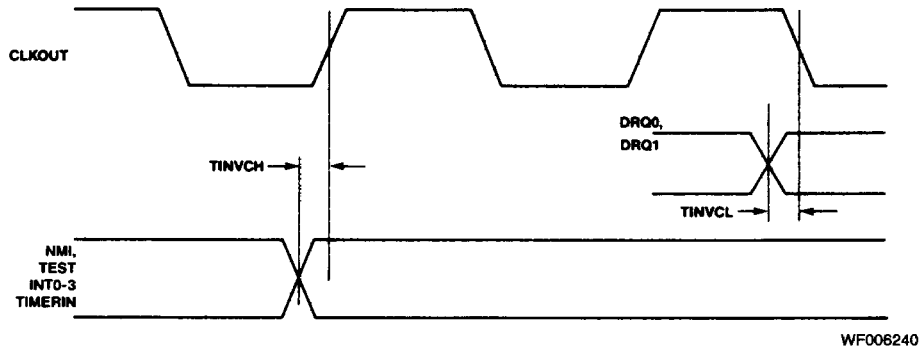 CLKOUT
DRQ0,
DRQ1
TINVCH
TINVCL
NMI,
TEST
INT0-3
TIMERIN
WF006240